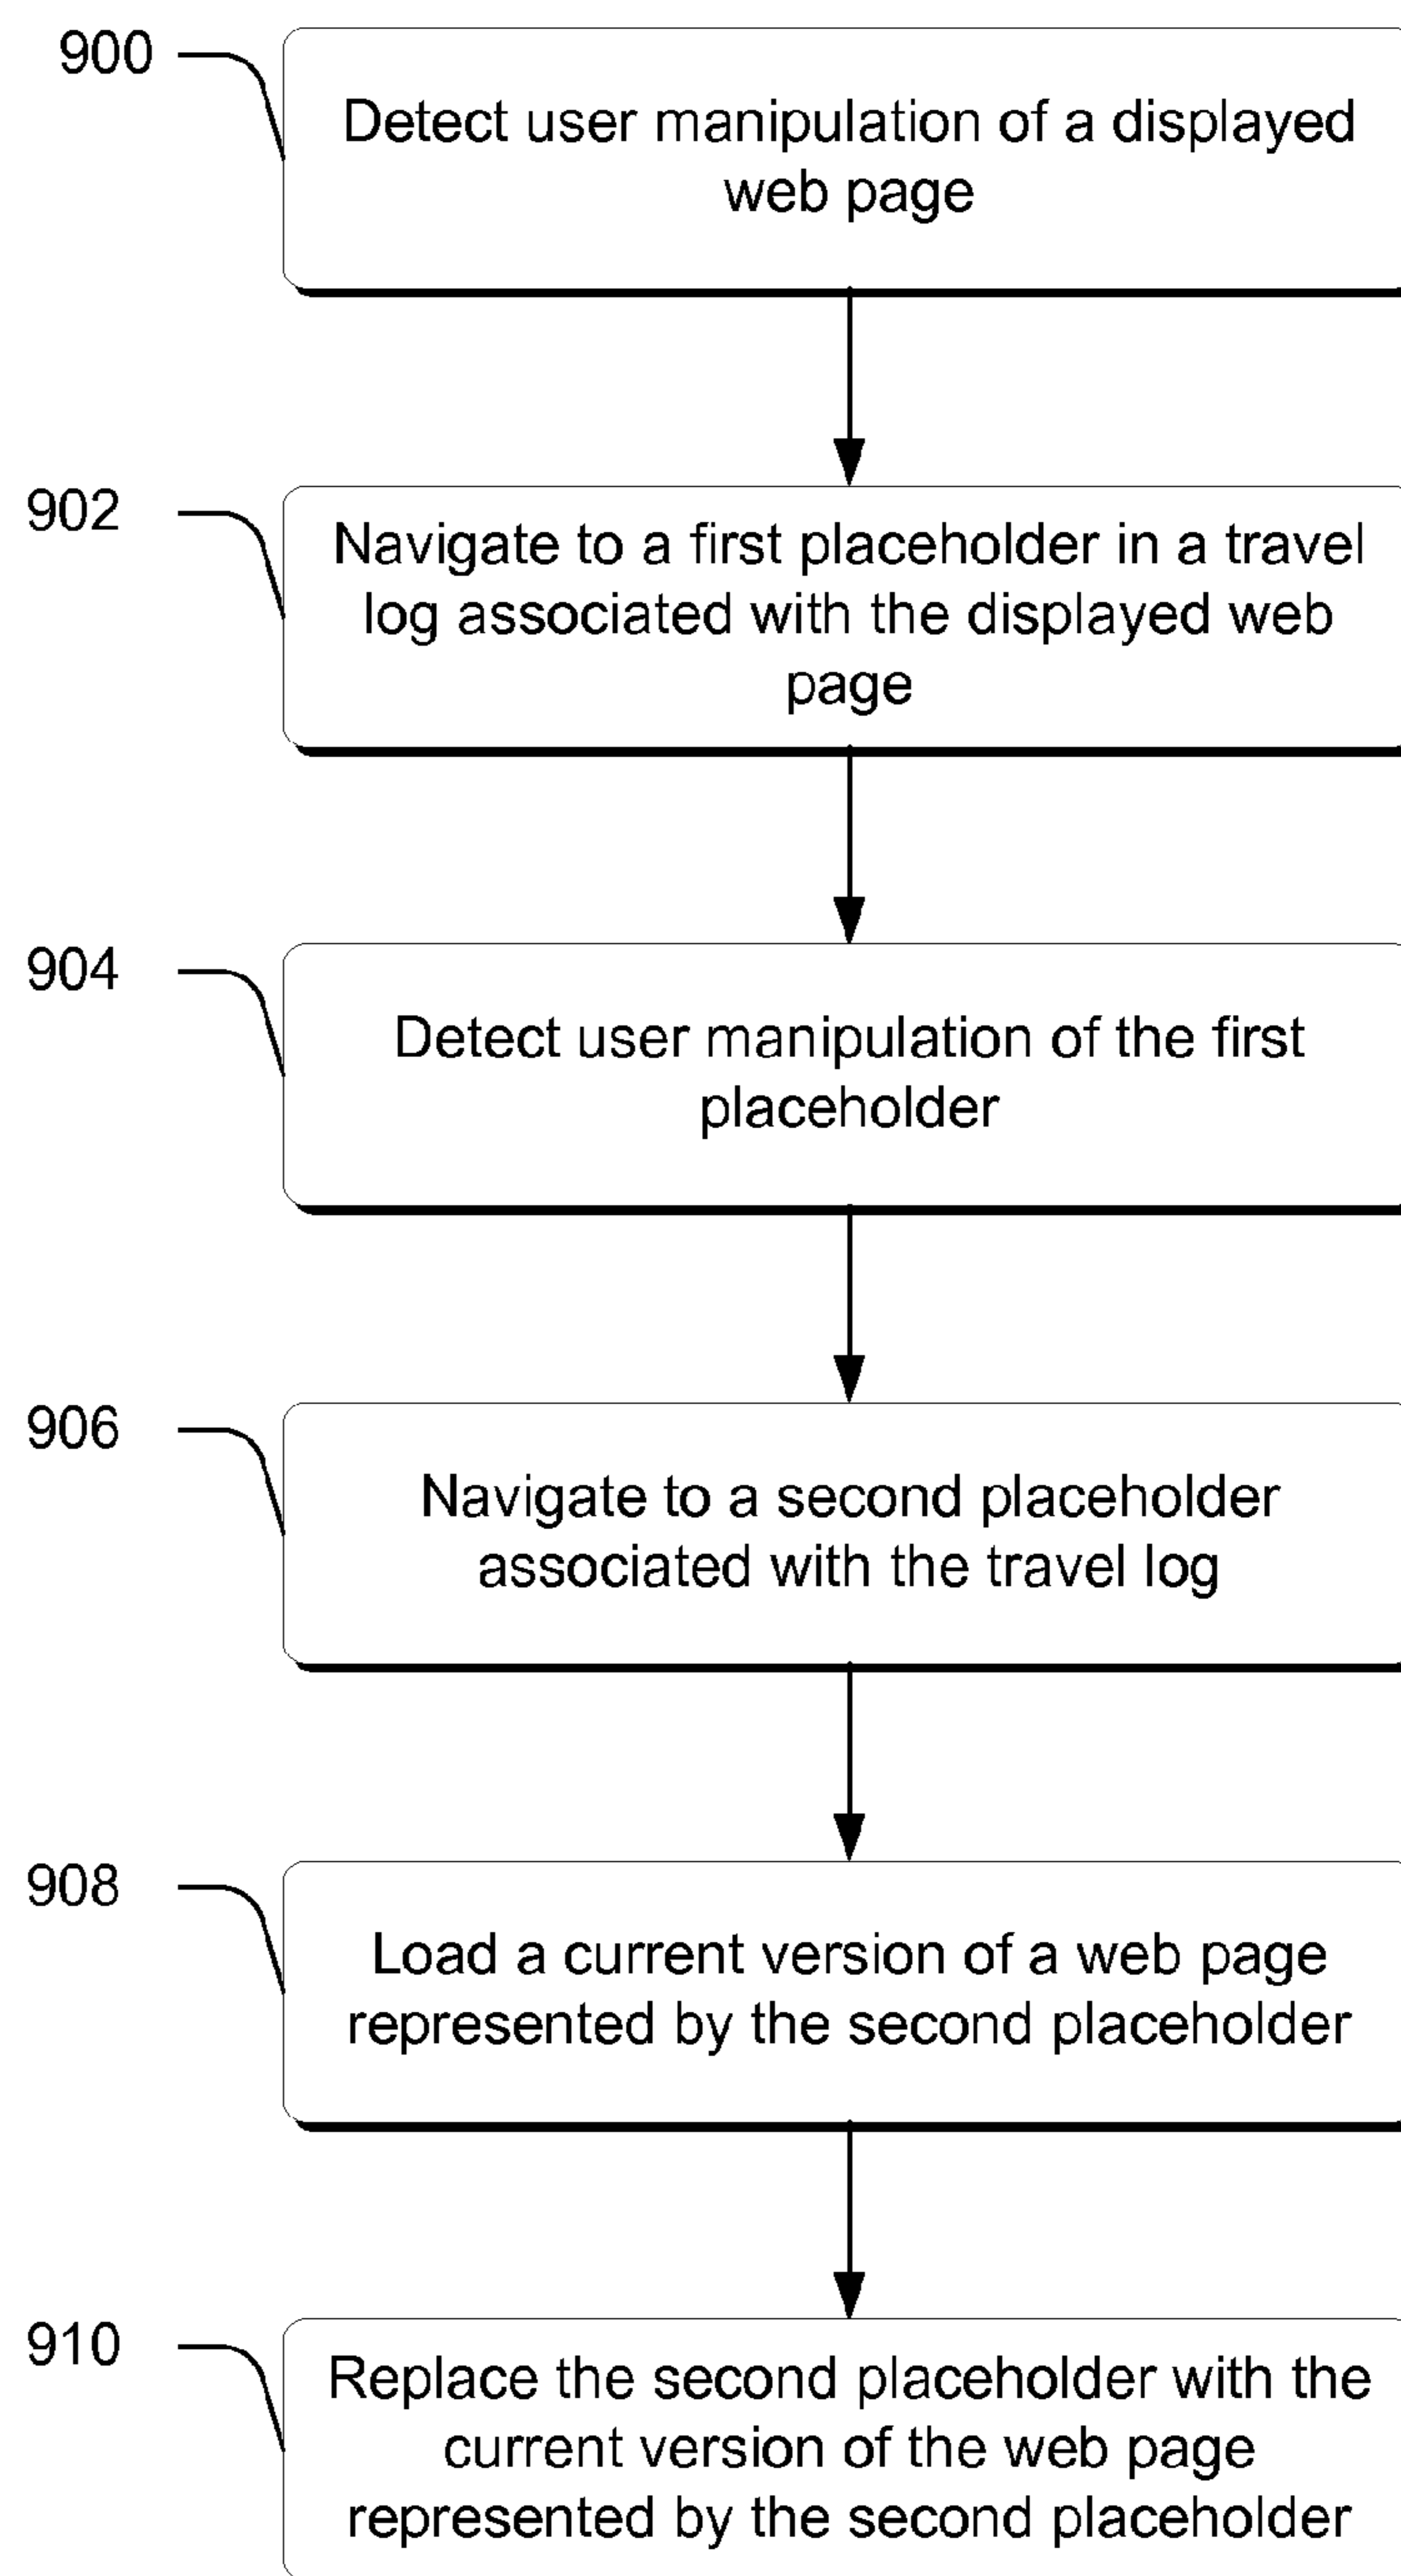 900
Detect user manipulation of a displayed
web page
902
Navigate to a first placeholder in a travel
log associated with the displayed web
page
904
Detect user manipulation of the first
placeholder
906
Navigate to a second placeholder
associated with the travel log
908
Load a current version of a web page
represented by the second placeholder
910
Replace the second placeholder with the
current version of the web page
represented by the second placeholder